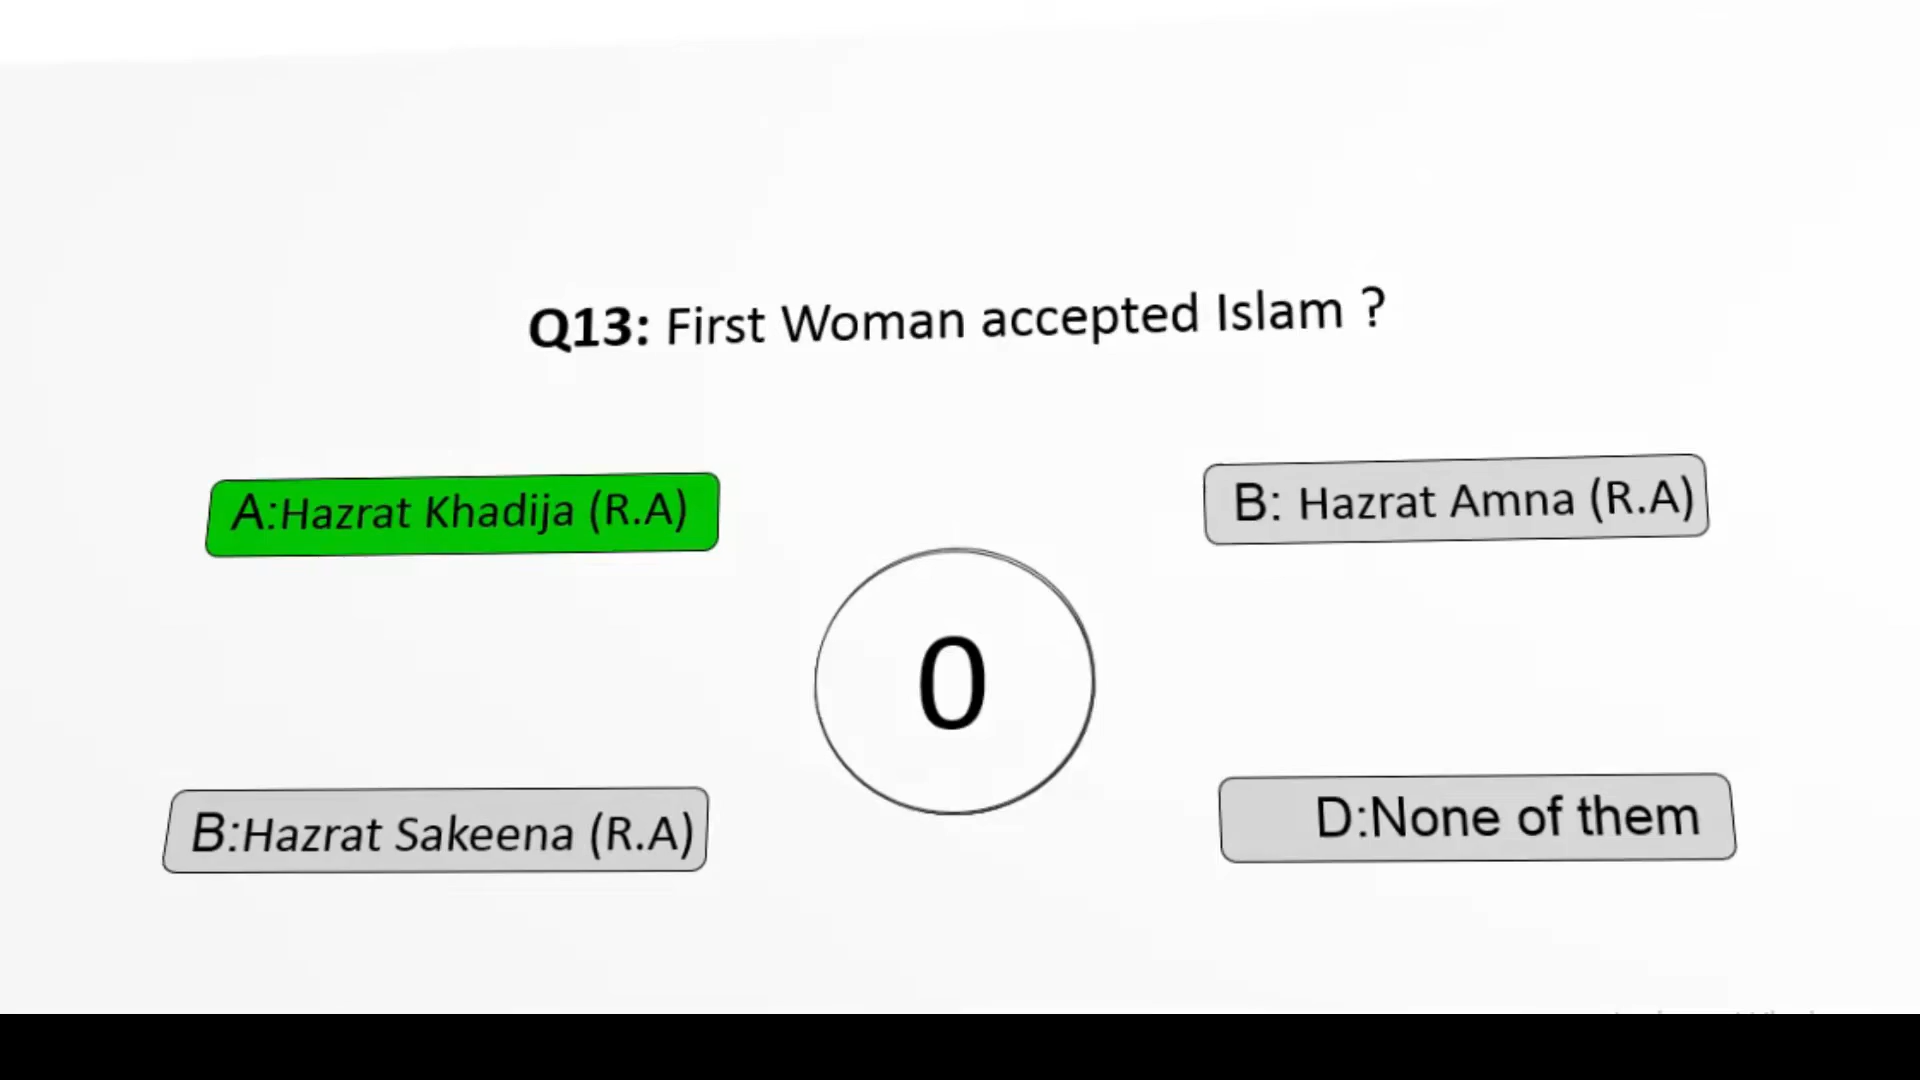 Q13: First Woman accepted Islam ?
A:Hazrat Khadija (R.A)
B: Hazrat Amna (R.A)
0
B:Hazrat Sakeena (R.A)
D:None of them